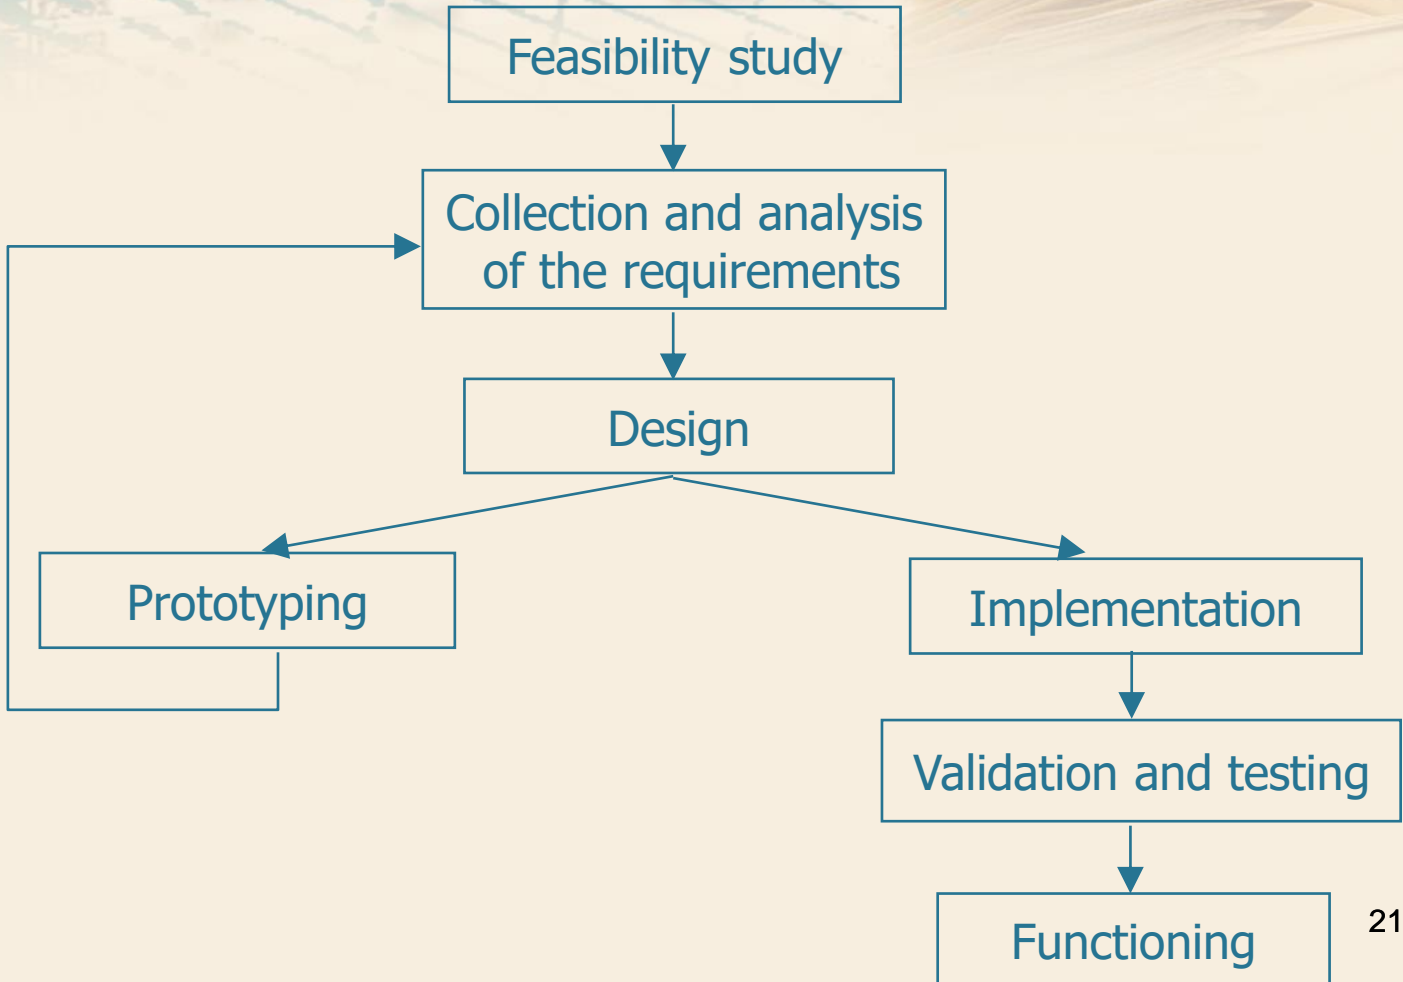 Feasibility study
Collection and analysis
of the requirements
Design
Prototyping
Implementation
Validation and testing
Functioning
21